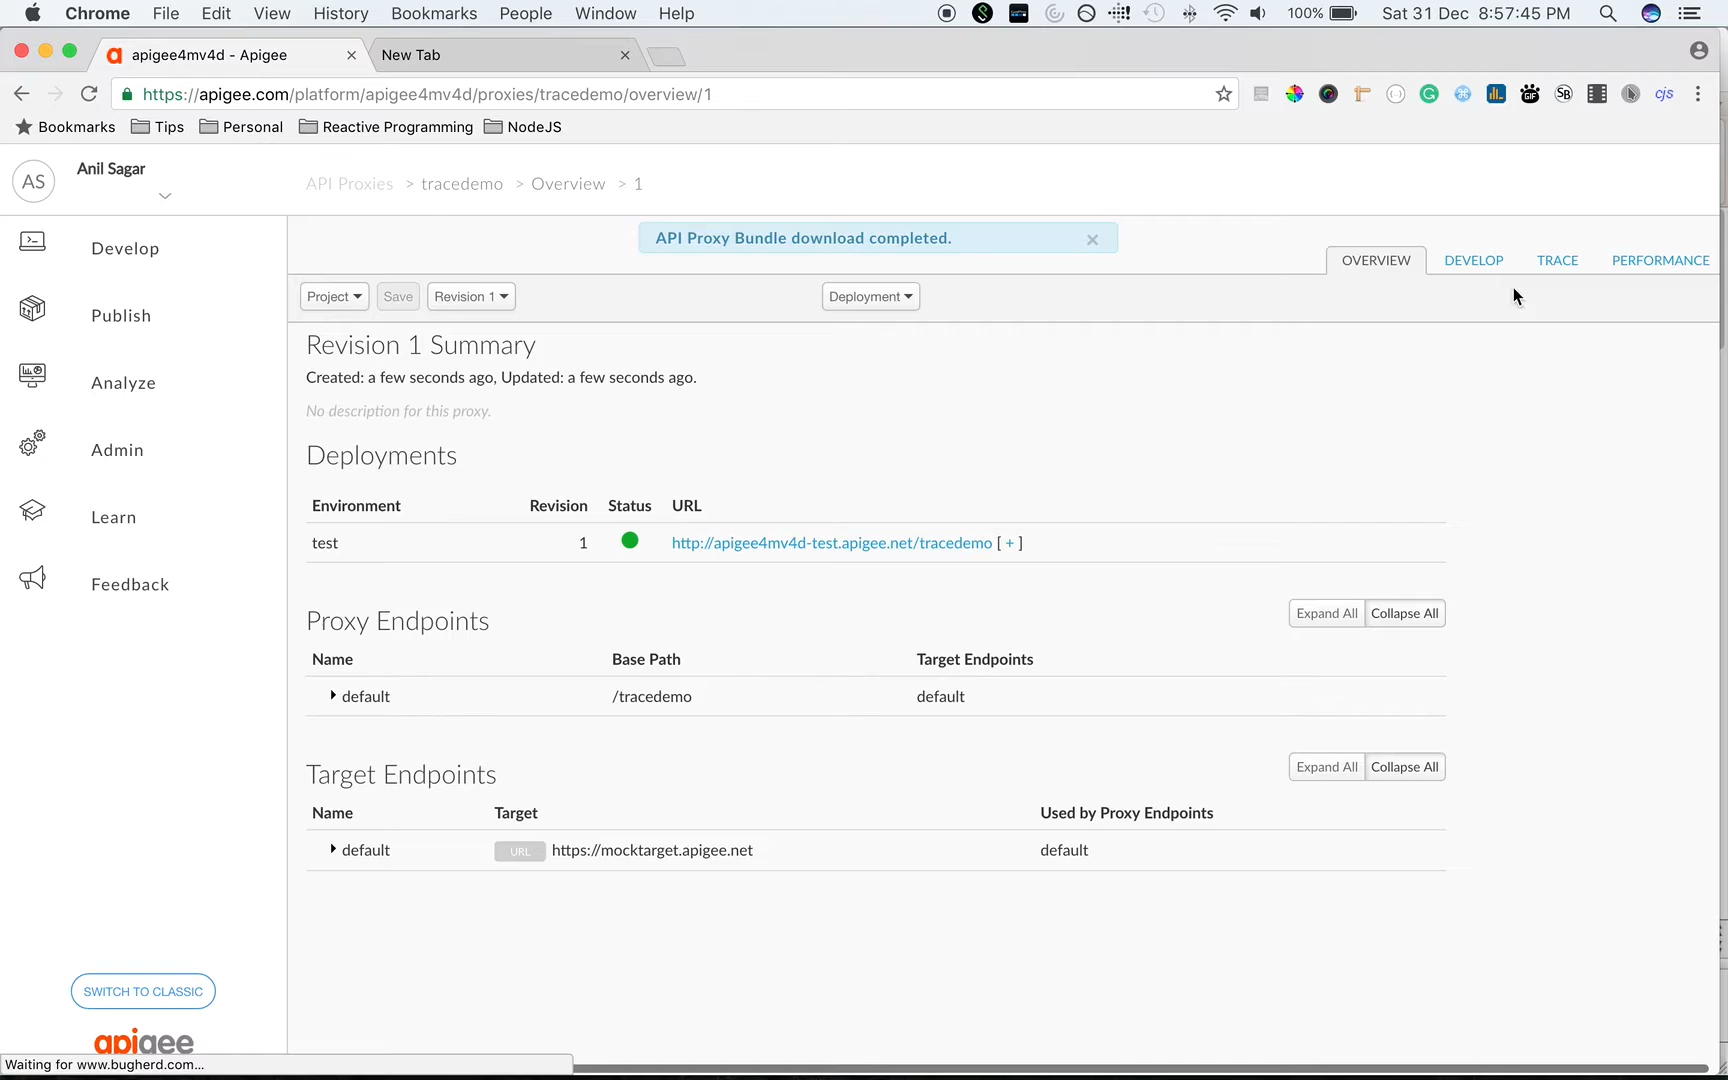 Chrome File Edit View History Bookmarks People Window Help 100% Sat 31 Dec 8:57:45 PM
apigee4mv4d - Apigee New Tab
https://apigee.com/platform/apigee4mv4d/proxies/tracedemo/overview/1
Bookmarks Tips Personal Reactive Programming NodeJS
AS Anil Sagar
API Proxies > tracedemo > Overview > 1
API Proxy Bundle download completed.
OVERVIEW DEVELOP TRACE PERFORMANCE
Project Save Revision 1 Deployment
Develop
Publish
Analyze
Admin
Learn
Feedback
SWITCH TO CLASSIC
apigee
Revision 1 Summary
Created: a few seconds ago, Updated: a few seconds ago.
No description for this proxy.
Deployments
Environment Revision Status URL
test 1 http://apigee4mv4d-test.apigee.net/tracedemo [ + ]
Proxy Endpoints Expand All Collapse All
Name Base Path Target Endpoints
default /tracedemo default
Target Endpoints Expand All Collapse All
Name Target Used by Proxy Endpoints
default URL https://mocktarget.apigee.net default
Waiting for www.bugherd.com...